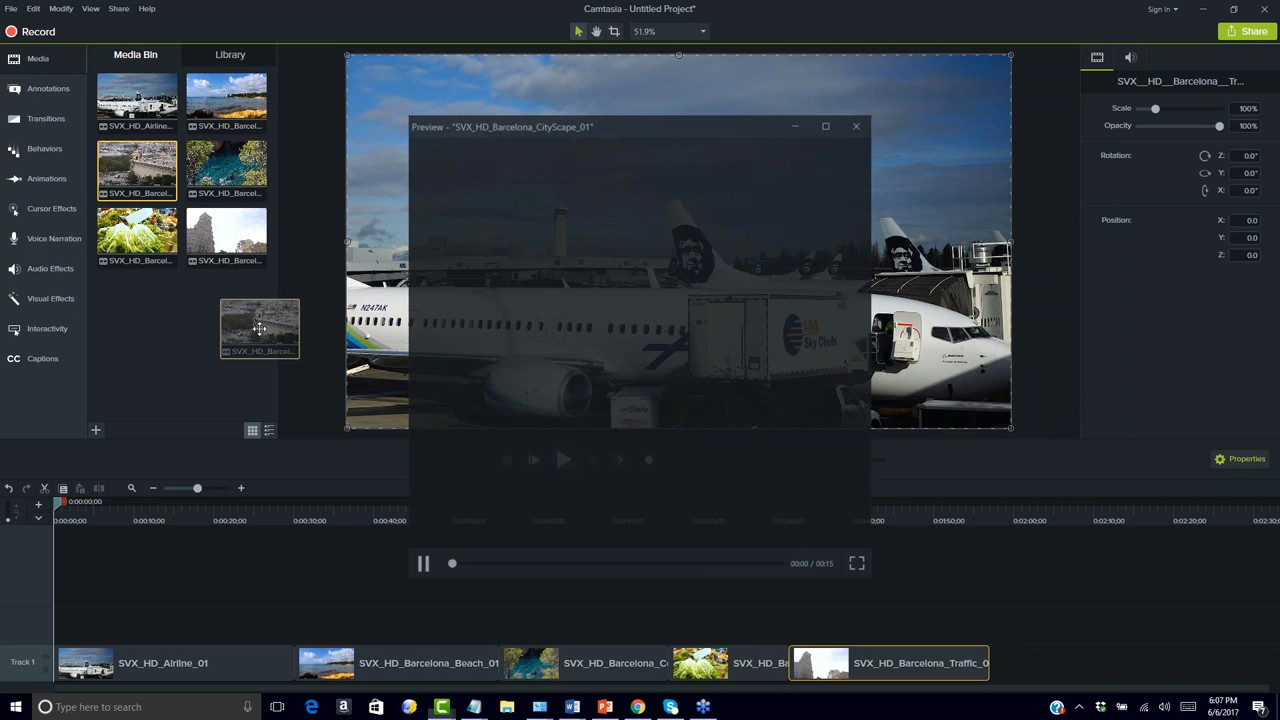 File Edit Modify View Share Help
Camtasia - Untitled Project*
Sign In
Record
51.9%
Share
Media
Annotations
Transitions
Behaviors
Animations
Cursor Effects
Voice Narration
Audio Effects
Visual Effects
Interactivity
CC Captions
Media Bin
Library
SVX_HD_Airline...
SVX_HD_Barcel...
SVX_HD_Barcel...
SVX_HD_Barcel...
SVX_HD_Barcel...
SVX_HD_Barcel...
SVX_HD_Barcel...
Preview - "SVX_HD_Barcelona_CityScape_01"
N247AK
Sky Chefs
00:00 / 00:15
SVX__HD__Barcelona__Tr...
Scale 100%
Opacity 100%
Rotation: Z: 0.0°
Y: 0.0°
X: 0.0°
Position: X: 0.0
Y: 0.0
Z: 0.0
Properties
0:00:00;00
0:00:00;00 0:00:10;00 0:00:20;00 0:00:30;00 0:00:40;00 0:01:50;00 0:02:00;00 0:02:10;00 0:02:20;00 0:02:30;
Track 1
SVX_HD_Airline_01
SVX_HD_Barcelona_Beach_01
SVX_HD_Barcelona_C
SVX_HD_Ba
SVX_HD_Barcelona_Traffic_0
Type here to search
6:07 PM
6/6/2017